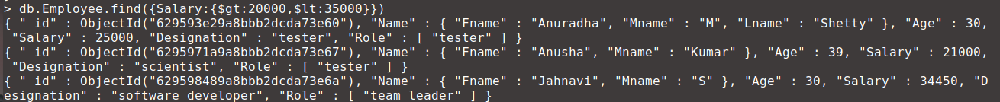 > db.Employee.find({Salary:{$gt:20000,$lt:35000}})
{ "_id" : ObjectId("629593e29a8bbb2dcda73e60"), "Name" : { "Fname" : "Anuradha", "Mname" : "M", "Lname" : "Shetty" }, "Age" : 30,
 "Salary" : 25000, "Designation" : "tester", "Role" : [ "tester" ] }
{ "_id" : ObjectId("6295971a9a8bbb2dcda73e67"), "Name" : { "Fname" : "Anusha", "Mname" : "Kumar" }, "Age" : 39, "Salary" : 21000,
 "Designation" : "scientist", "Role" : [ "tester" ] }
{ "_id" : ObjectId("629598489a8bbb2dcda73e6a"), "Name" : { "Fname" : "Jahnavi", "Mname" : "S" }, "Age" : 30, "Salary" : 34450, "D
esignation" : "software developer", "Role" : [ "team leader" ] }